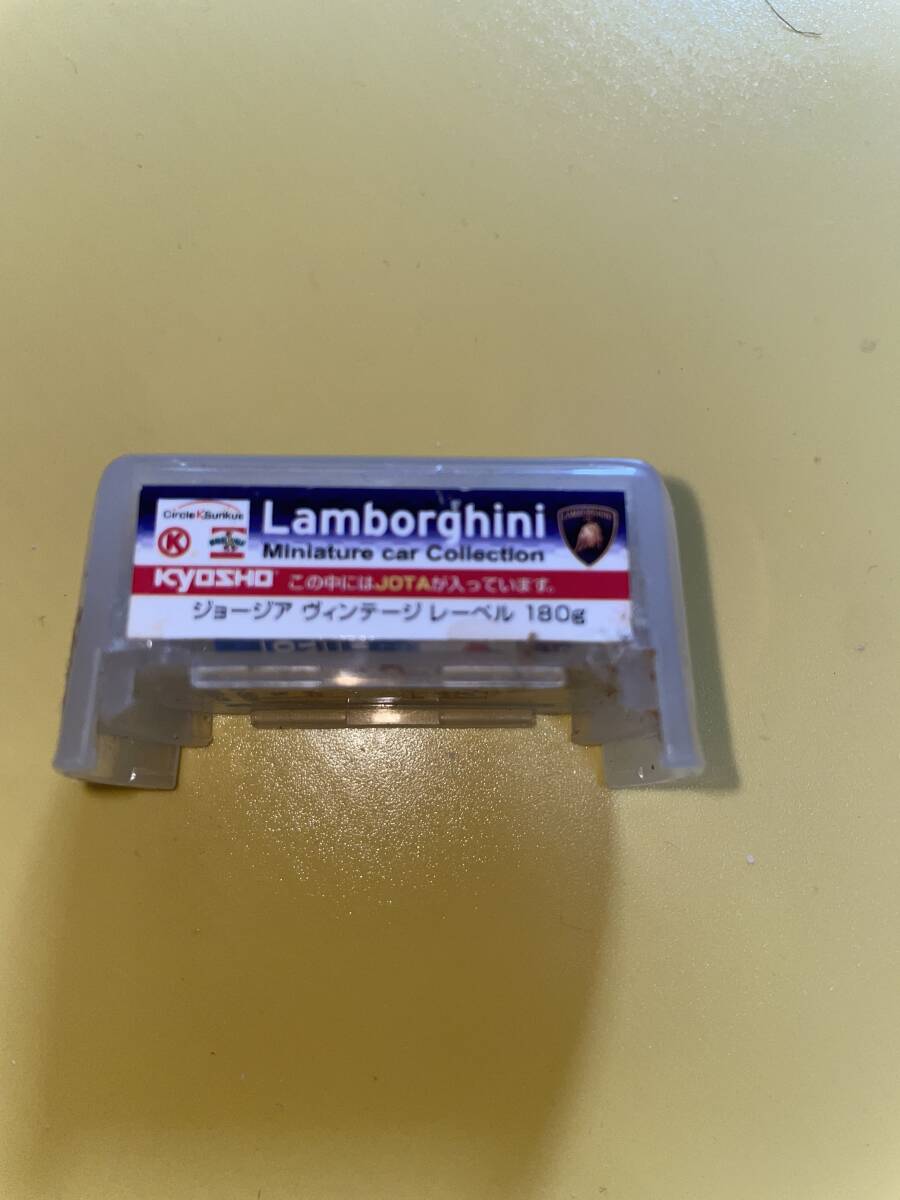 Circle K Sunkus
Lamborghini
K
LAMBORGHINI
Miniature car Collection
KYOSHO この中にはJOTAが入っています。
ジョージア ヴィンテージ レーベル 180g